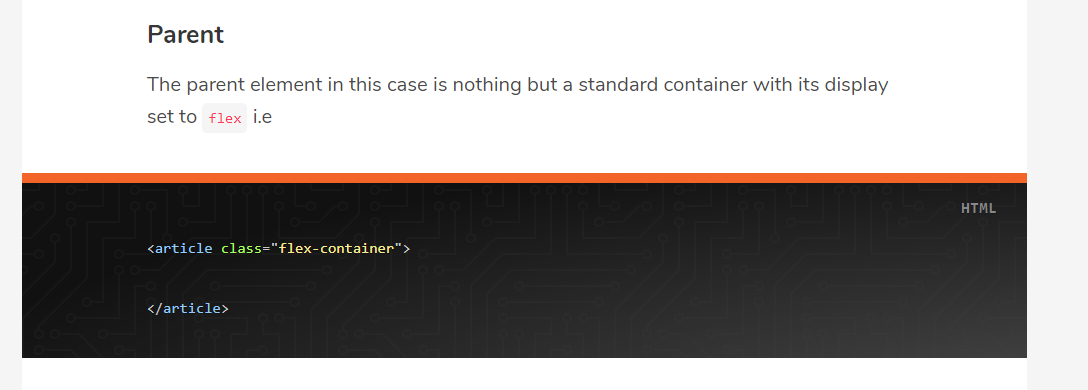 Parent
The parent element in this case is nothing but a standard container with its display
set to flex i.e
HTML
<article class="flex-container">
</article>